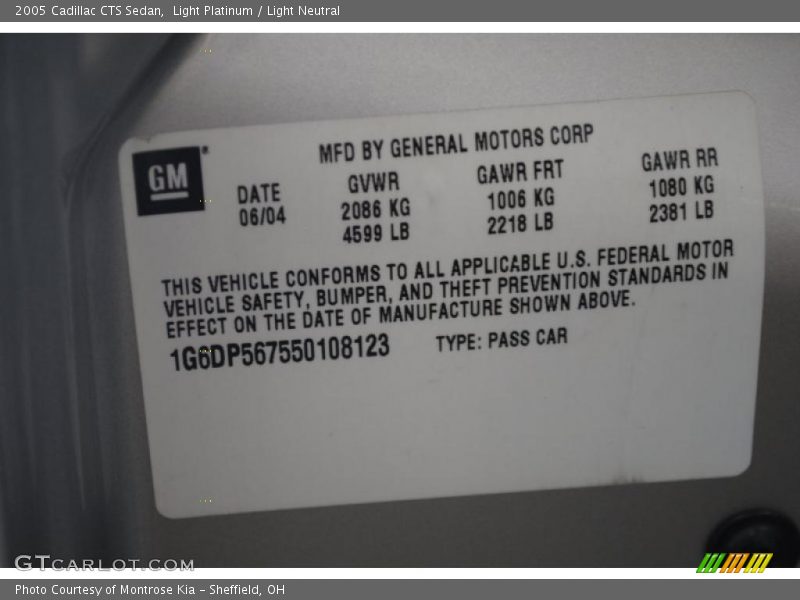 2005 Cadillac CTS Sedan,  Light Platinum / Light Neutral
MFD BY GENERAL MOTORS CORP
GM
DATE GVWR GAWR FRT GAWR RR
06/04 2086 KG 1006 KG 1080 KG
4599 LB 2218 LB 2381 LB
THIS VEHICLE CONFORMS TO ALL APPLICABLE U.S. FEDERAL MOTOR
VEHICLE SAFETY, BUMPER, AND THEFT PREVENTION STANDARDS IN
EFFECT ON THE DATE OF MANUFACTURE SHOWN ABOVE.
1G6DP567550108123 TYPE: PASS CAR
GTCARLOT.COM
Photo Courtesy of Montrose Kia - Sheffield, OH